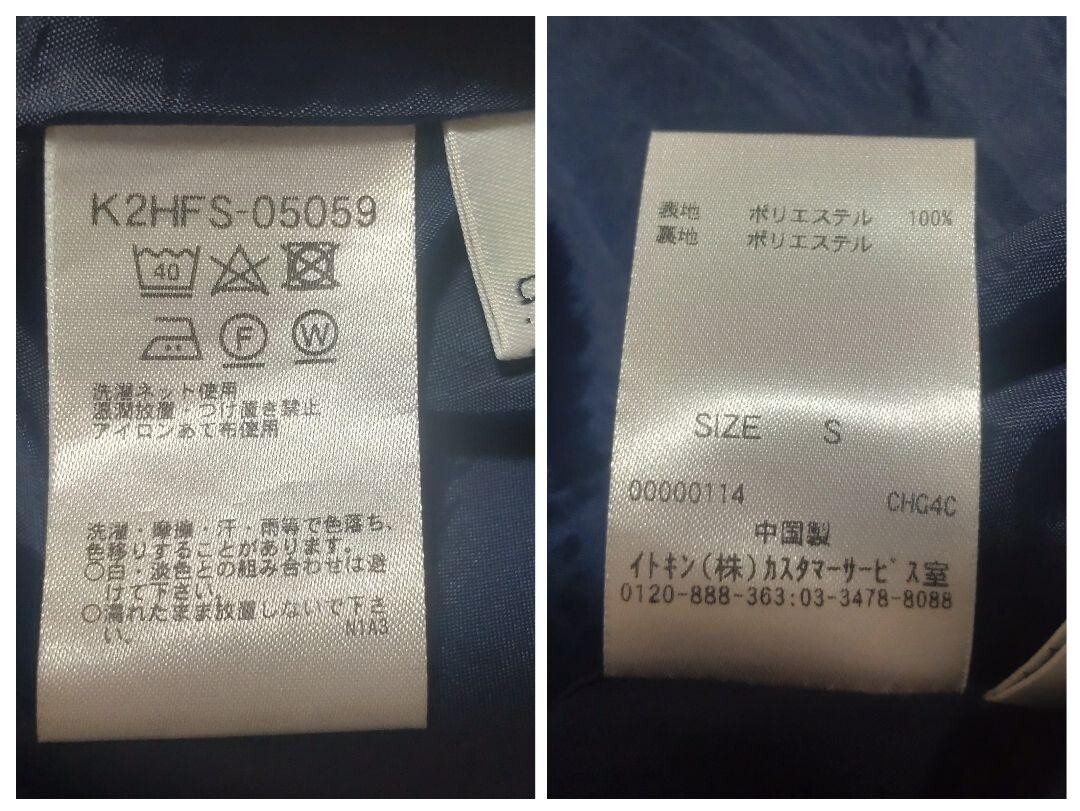 K2HFS-05059
40
F
W
洗濯ネット使用
濡潤放置・つけ置き禁止
アイロンあて布使用
洗濯・摩擦・汗・雨等で色落ち、
色移りすることがあります。
○白・淡色との組み合わせは避
けて下さい。
○濡れたまま放置しないで下さ
い。
N1A3
表地 ポリエステル 100%
裏地 ポリエステル
SIZE S
00000114
CHG4C
中国製
イトキン(株)カスタマーサービス室
0120-888-363:03-3478-8088